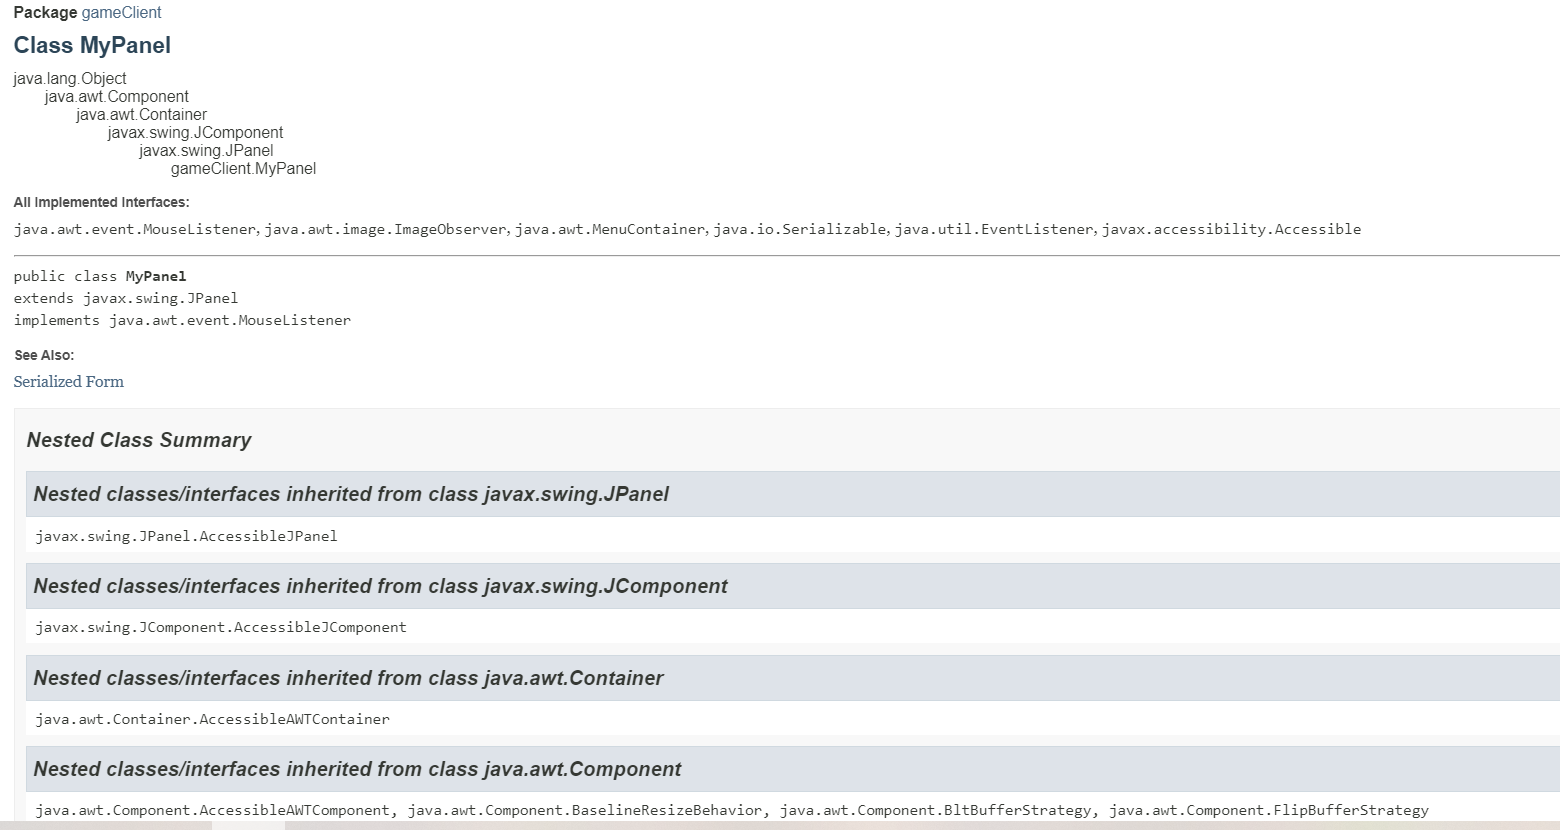 Package gameClient
Class MyPanel
java.lang.Object
java.awt.Component
java.awt.Container
javax.swing.JComponent
javax.swing.JPanel
gameClient.MyPanel
All Implemented Interfaces:
java.awt.event.MouseListener, java.awt.image.ImageObserver, java.awt.MenuContainer, java.io.Serializable, java.util.EventListener, javax.accessibility.Accessible
public class MyPanel
extends javax.swing.JPanel
implements java.awt.event.MouseListener
See Also:
Serialized Form
Nested Class Summary
Nested classes/interfaces inherited from class javax.swing.JPanel
javax.swing.JPanel.AccessibleJPanel
Nested classes/interfaces inherited from class javax.swing.JComponent
javax.swing.JComponent.AccessibleJComponent
Nested classes/interfaces inherited from class java.awt.Container
java.awt.Container.AccessibleAWTContainer
Nested classes/interfaces inherited from class java.awt.Component
java.awt.Component.AccessibleAWTComponent, java.awt.Component.BaselineResizeBehavior, java.awt.Component.BltBufferStrategy, java.awt.Component.FlipBufferStrategy